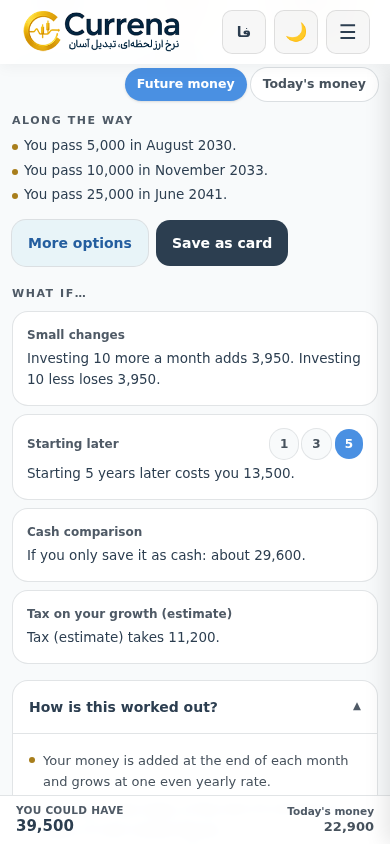 Currena
نرخ ارز لحظه‌ای، تبدیل آسان
فا
Future money
Today's money
ALONG THE WAY
You pass 5,000 in August 2030.
You pass 10,000 in November 2033.
You pass 25,000 in June 2041.
More options
Save as card
WHAT IF…
Small changes
Investing 10 more a month adds 3,950. Investing
10 less loses 3,950.
Starting later
1 3 5
Starting 5 years later costs you 13,500.
Cash comparison
If you only save it as cash: about 29,600.
Tax on your growth (estimate)
Tax (estimate) takes 11,200.
How is this worked out?
Your money is added at the end of each month
and grows at one even yearly rate.
YOU COULD HAVE
39,500
Today's money
22,900